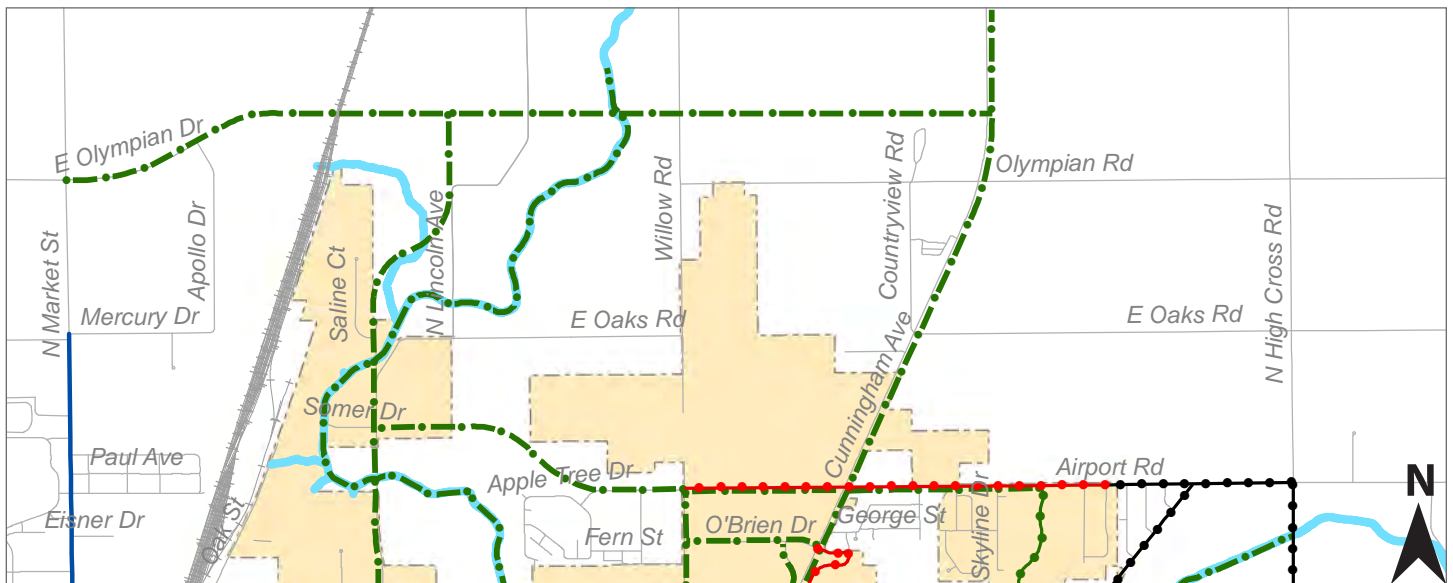 E Olympian Dr
Olympian Rd
N Market St
Apollo Dr
Saline Ct
N Lincoln Ave
Willow Rd
Countryview Rd
N High Cross Rd
Mercury Dr
E Oaks Rd
E Oaks Rd
Cunningham Ave
Somer Dr
Paul Ave
Apple Tree Dr
Airport Rd
N
Eisner Dr
Oak St
Fern St
O'Brien Dr
George St
Skyline Dr